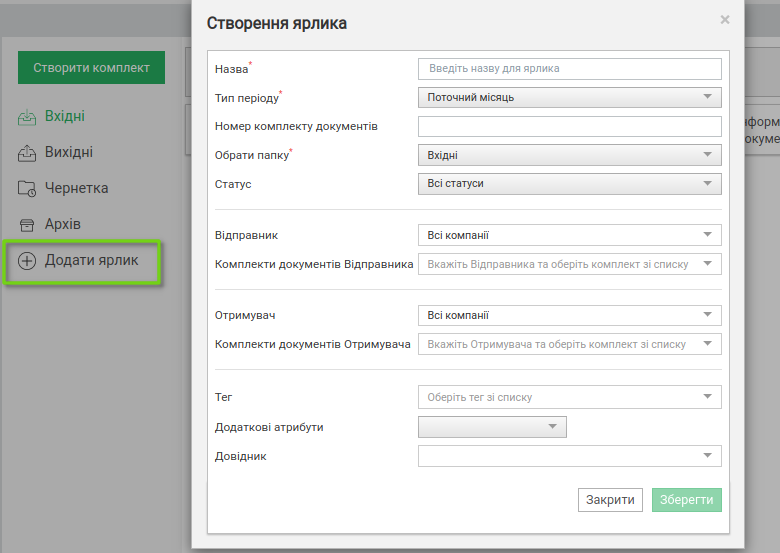 Створення ярлика
×
Створити комплект
Вхідні
Вихідні
Чернетка
Архів
Додати ярлик
Назва*
Введіть назву для ярлика
Тип періоду*
Поточний місяць
Номер комплекту документів
Обрати папку*
Вхідні
Статус
Всі статуси
Відправник
Всі компанії
Комплекти документів Відправника
Вкажіть Відправника та оберіть комплект зі списку
Отримувач
Всі компанії
Комплекти документів Отримувача
Вкажіть Отримувача та оберіть комплект зі списку
Тег
Оберіть тег зі списку
Додаткові атрибути
Довідник
Закрити
Зберегти